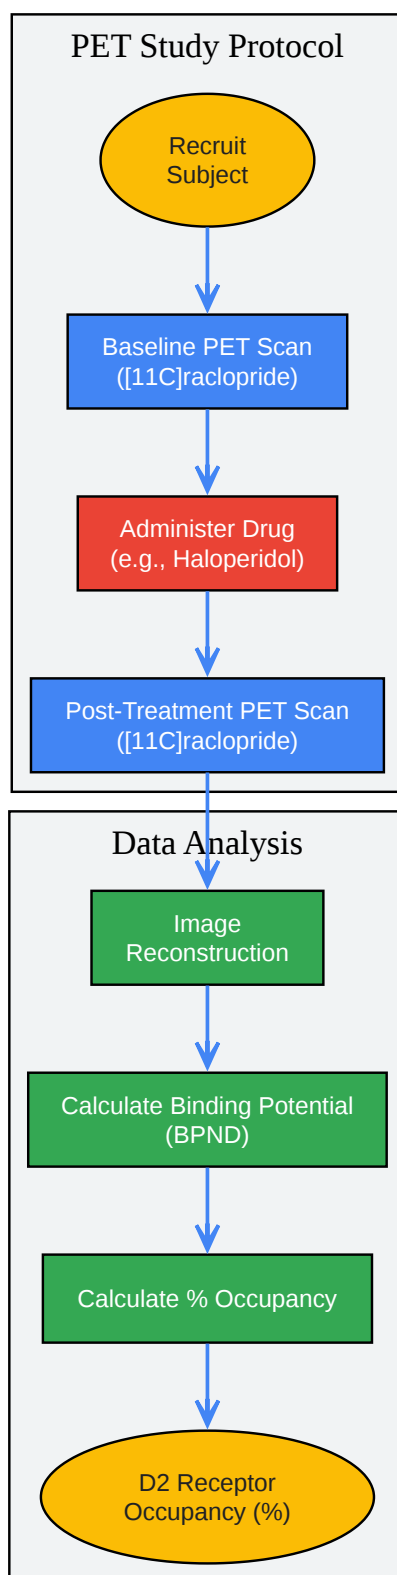 PET Study Protocol
Recruit
Subject
Baseline PET Scan
([11C]raclopride)
Administer Drug
(e.g., Haloperidol)
Post-Treatment PET Scan
([11C]raclopride)
Data Analysis
Image
Reconstruction
Calculate Binding Potential
(BPND)
Calculate % Occupancy
D2 Receptor
Occupancy (%)